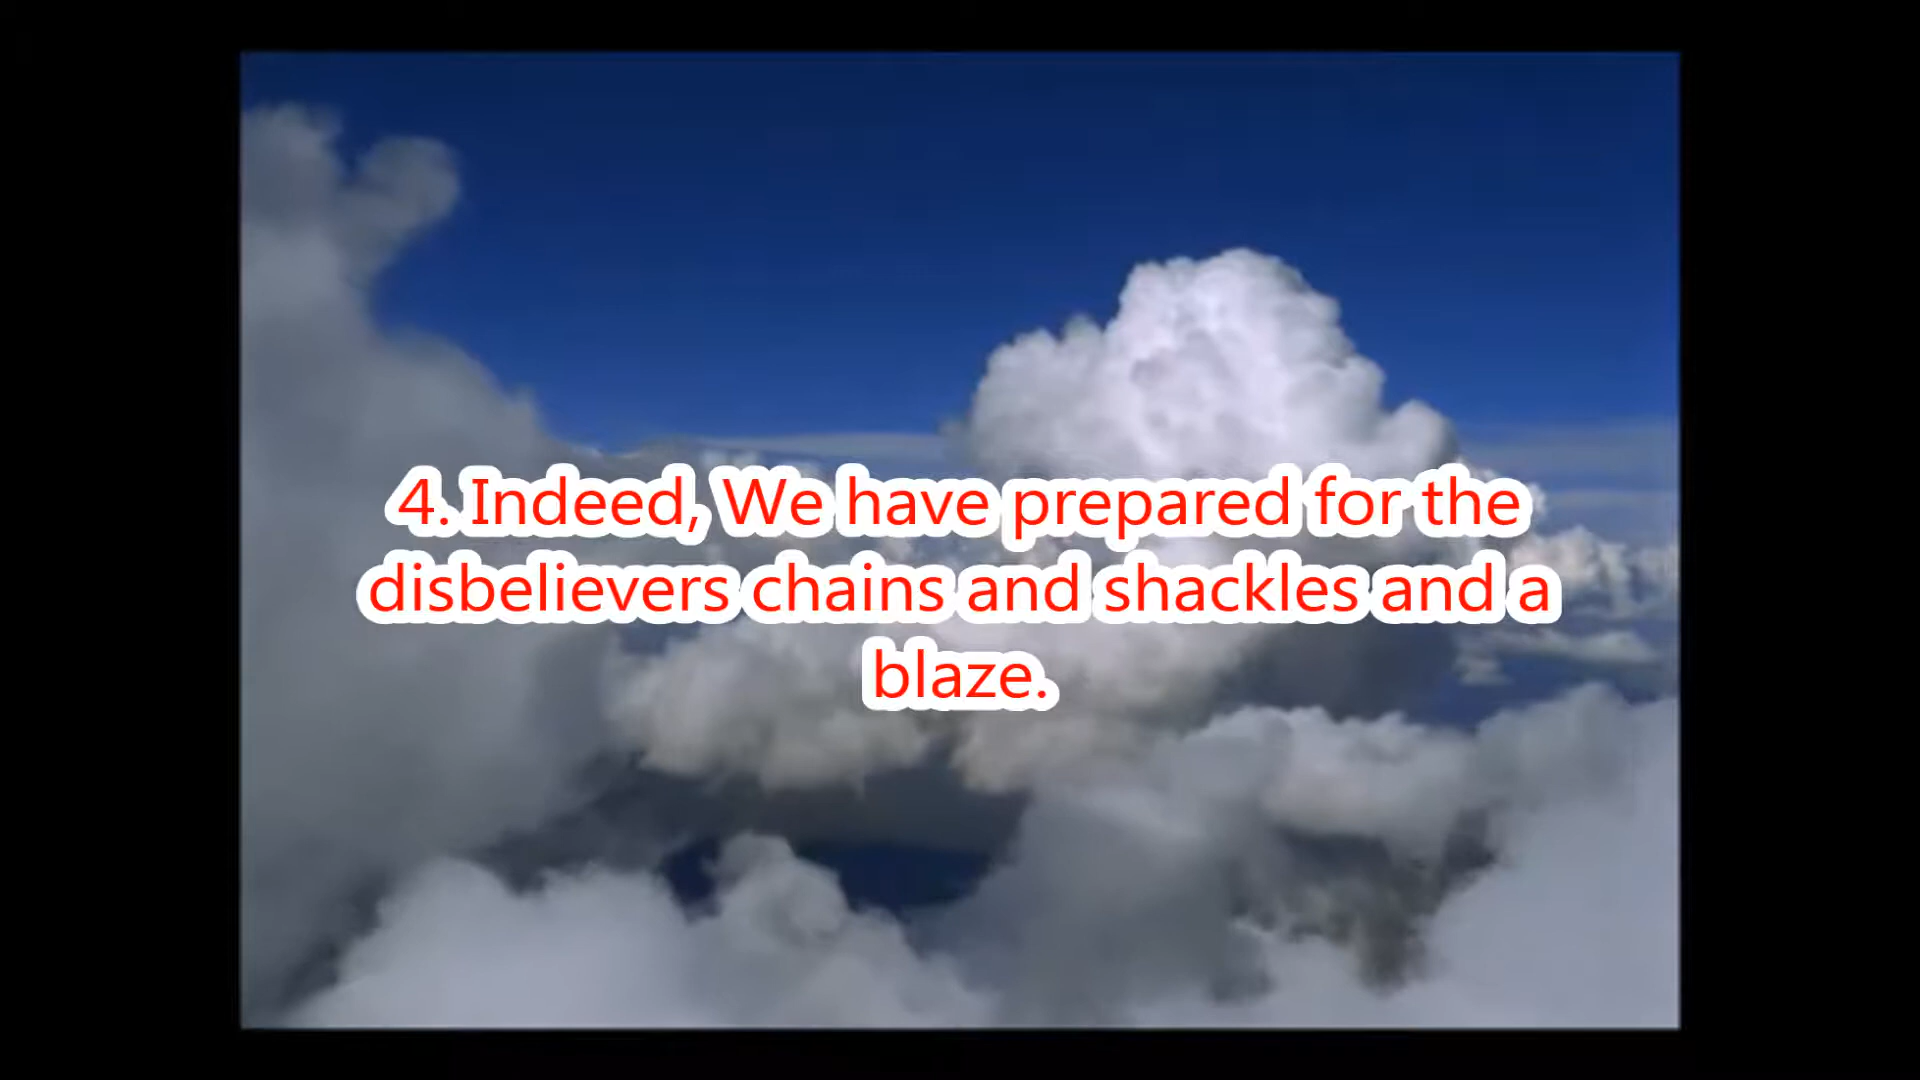 4. Indeed, We have prepared for the
disbelievers chains and shackles and a
blaze.